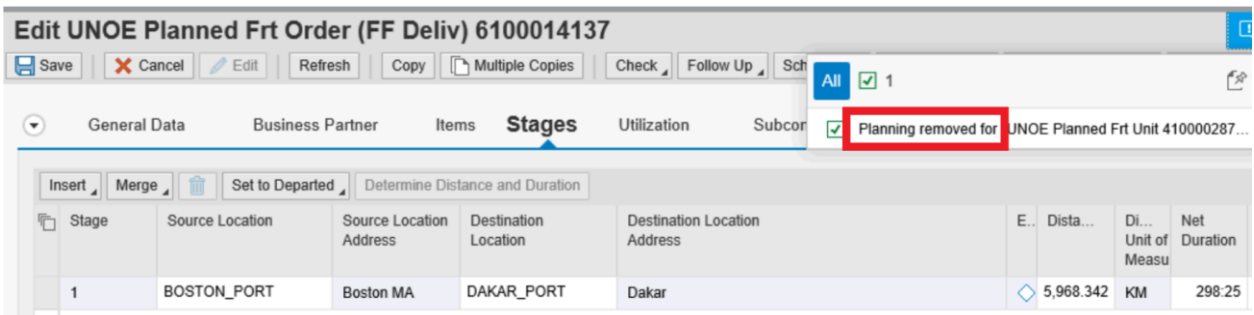 Edit UNOE Planned Frt Order (FF Deliv) 6100014137
Save Cancel Edit Refresh Copy Multiple Copies Check Follow Up Sch
All 1
General Data Business Partner Items Stages Utilization Subcor
Planning removed for UNOE Planned Frt Unit 410000287...
Insert Merge Set to Departed Determine Distance and Duration
Stage Source Location Source Location Address Destination Location Destination Location Address E.. Dista... Di... Unit of Measu Net Duration
1 BOSTON_PORT Boston MA DAKAR_PORT Dakar 5,968.342 KM 298:25